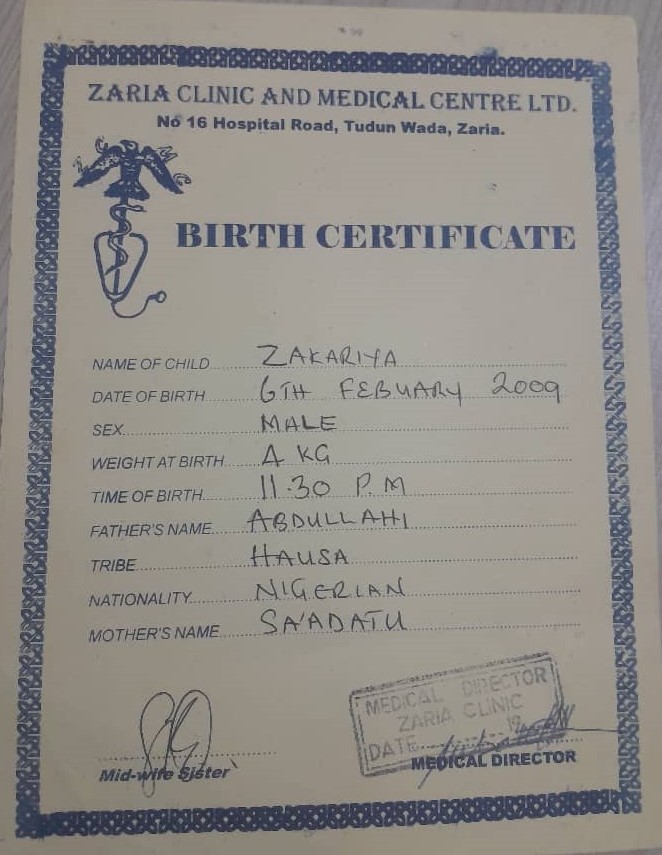 ZARIA CLINIC AND MEDICAL CENTRE LTD.
No 16 Hospital Road, Tudun Wada, Zaria.
Z C M C
BIRTH CERTIFICATE
NAME OF CHILD ZAKARIYA
DATE OF BIRTH 6TH FEBUARY 2009
SEX MALE
WEIGHT AT BIRTH 4 KG
TIME OF BIRTH 11.30 P.M
FATHER'S NAME ABDULLAHI
TRIBE HAUSA
NATIONALITY NIGERIAN
MOTHER'S NAME SA'ADATU
MEDICAL DIRECTOR
ZARIA CLINIC
DATE 19
Mid-wife Sister
MEDICAL DIRECTOR